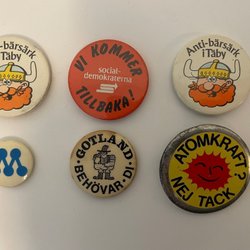 Anti-bärsärk
i Täby
VI KOMMER
social-
demokraterna
TILLBAKA!
Anti-bärsärk
i Täby
M
GOTLAND
BEHÖVAR DI
ATOMKRAFT?
NEJ TACK